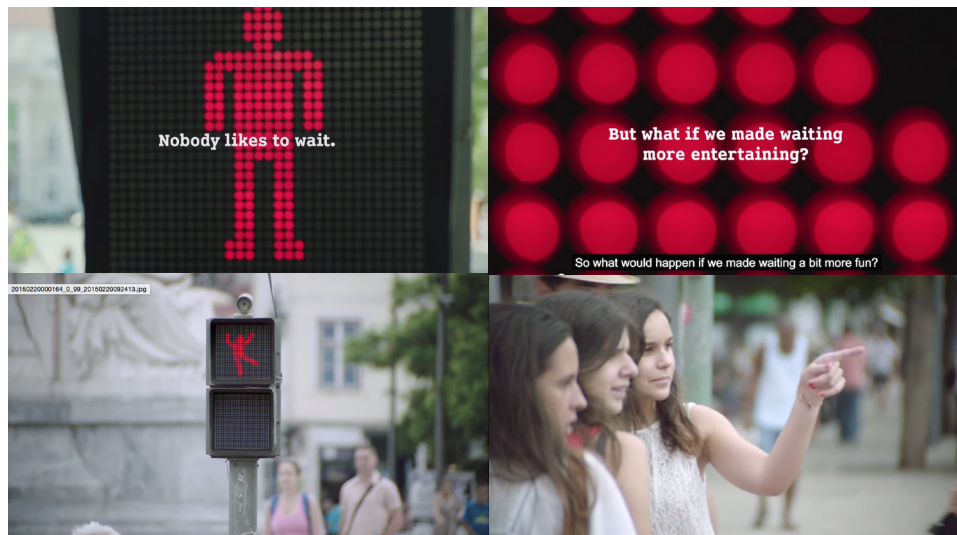 Nobody likes to wait.
But what if we made waiting
more entertaining?
So what would happen if we made waiting a bit more fun?
20150220000164_0_99_20150220092413.jpg